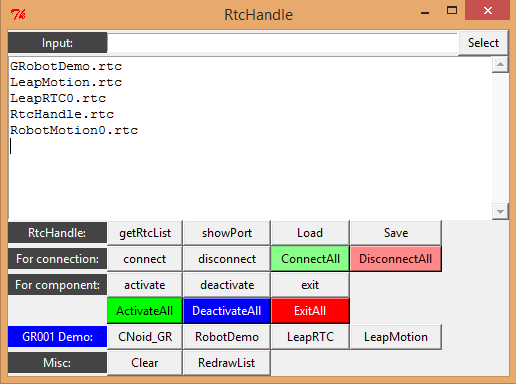 RtcHandle
Input: Select
GRobotDemo.rtc
LeapMotion.rtc
LeapRTC0.rtc
RtcHandle.rtc
RobotMotion0.rtc
RtcHandle: getRtcList showPort Load Save
For connection: connect disconnect ConnectAll DisconnectAll
For component: activate deactivate exit
ActivateAll DeactivateAll ExitAll
GR001 Demo: CNoid_GR RobotDemo LeapRTC LeapMotion
Misc: Clear RedrawList